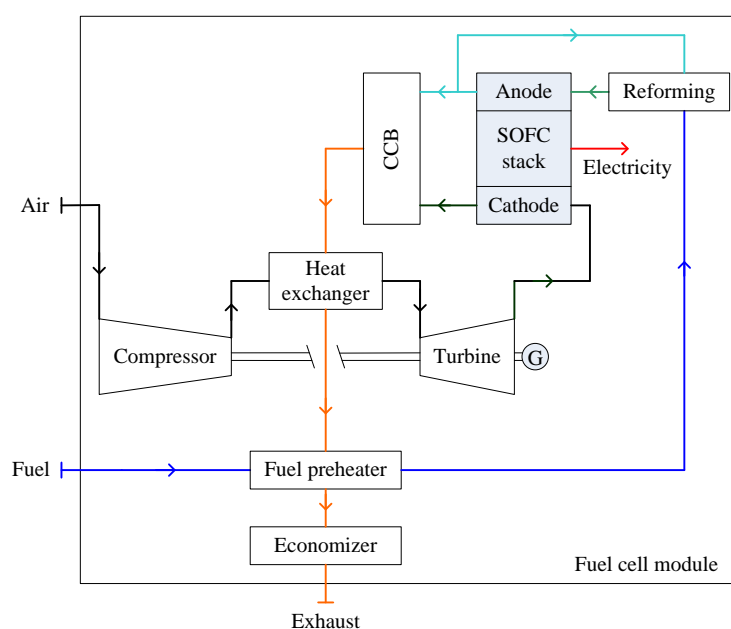 Anode
Reforming
CCB
SOFC
stack
Electricity
Air
Cathode
Heat
exchanger
Compressor
Turbine
G
Fuel
Fuel preheater
Economizer
Fuel cell module
Exhaust